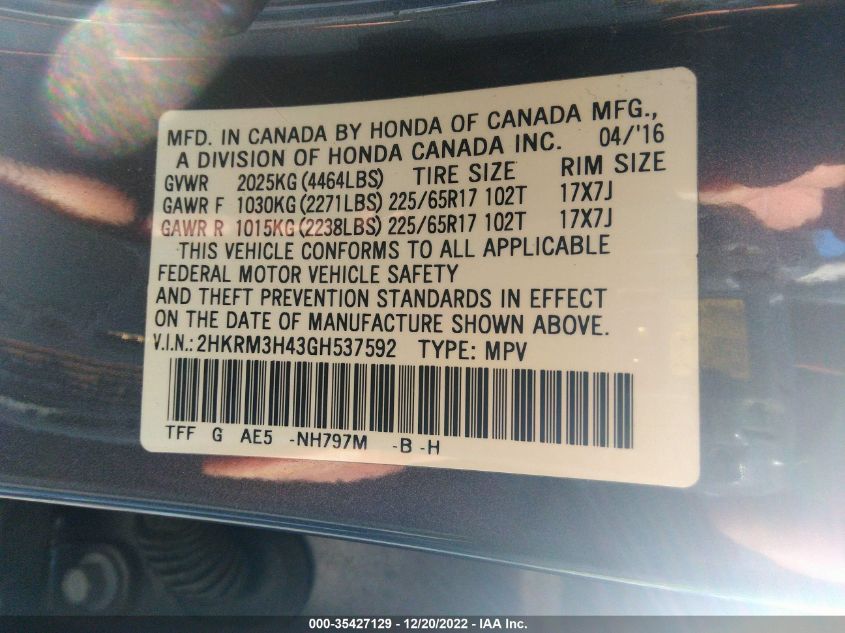 MFD. IN CANADA BY HONDA OF CANADA MFG.,
A DIVISION OF HONDA CANADA INC. 04/'16
GVWR 2025KG(4464LBS) TIRE SIZE RIM SIZE
GAWR F 1030KG(2271LBS) 225/65R17 102T 17X7J
GAWR R 1015KG(2238LBS) 225/65R17 102T 17X7J
THIS VEHICLE CONFORMS TO ALL APPLICABLE
FEDERAL MOTOR VEHICLE SAFETY
AND THEFT PREVENTION STANDARDS IN EFFECT
ON THE DATE OF MANUFACTURE SHOWN ABOVE.
V.I.N.: 2HKRM3H43GH537592 TYPE: MPV
TFF G AE5 -NH797M -B -H
000-35427129 - 12/20/2022 - IAA Inc.